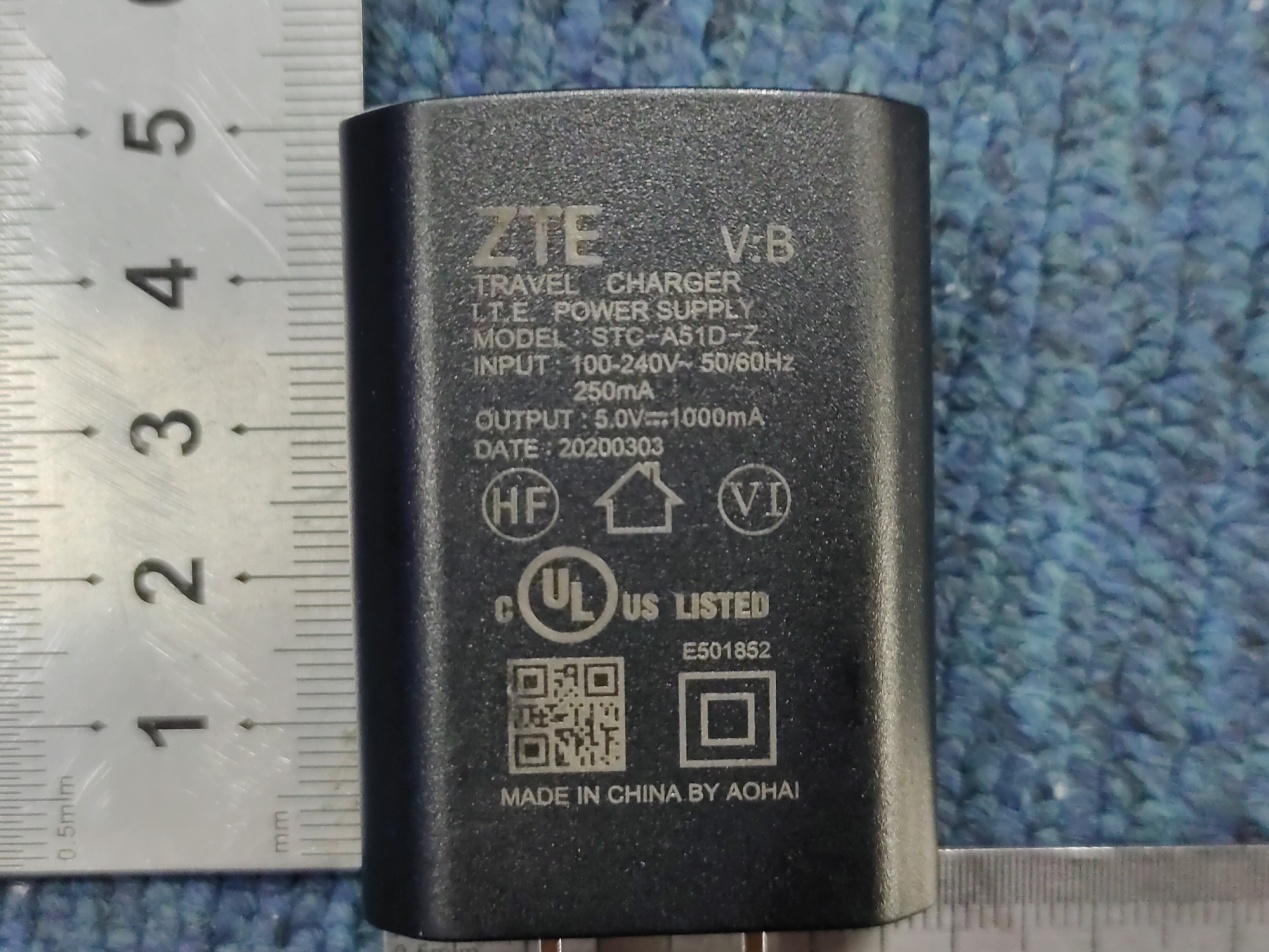 ZTE V:B
TRAVEL CHARGER
I.T.E. POWER SUPPLY
MODEL : STC-A51D-Z
INPUT : 100-240V~ 50/60Hz
250mA
OUTPUT : 5.0V⎓1000mA
DATE : 20200303
HF VI
C UL US LISTED
E501852
MADE IN CHINA BY AOHAI
5
4
3
2
1
0.5mm mm